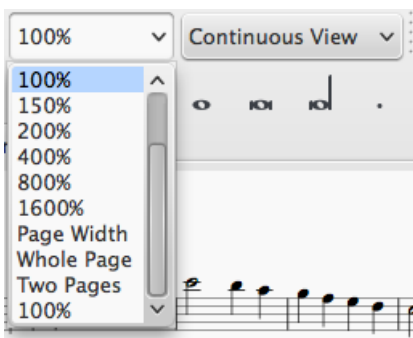 100% Continuous View
100%
150%
200%
400%
800%
1600%
Page Width
Whole Page
Two Pages
100%